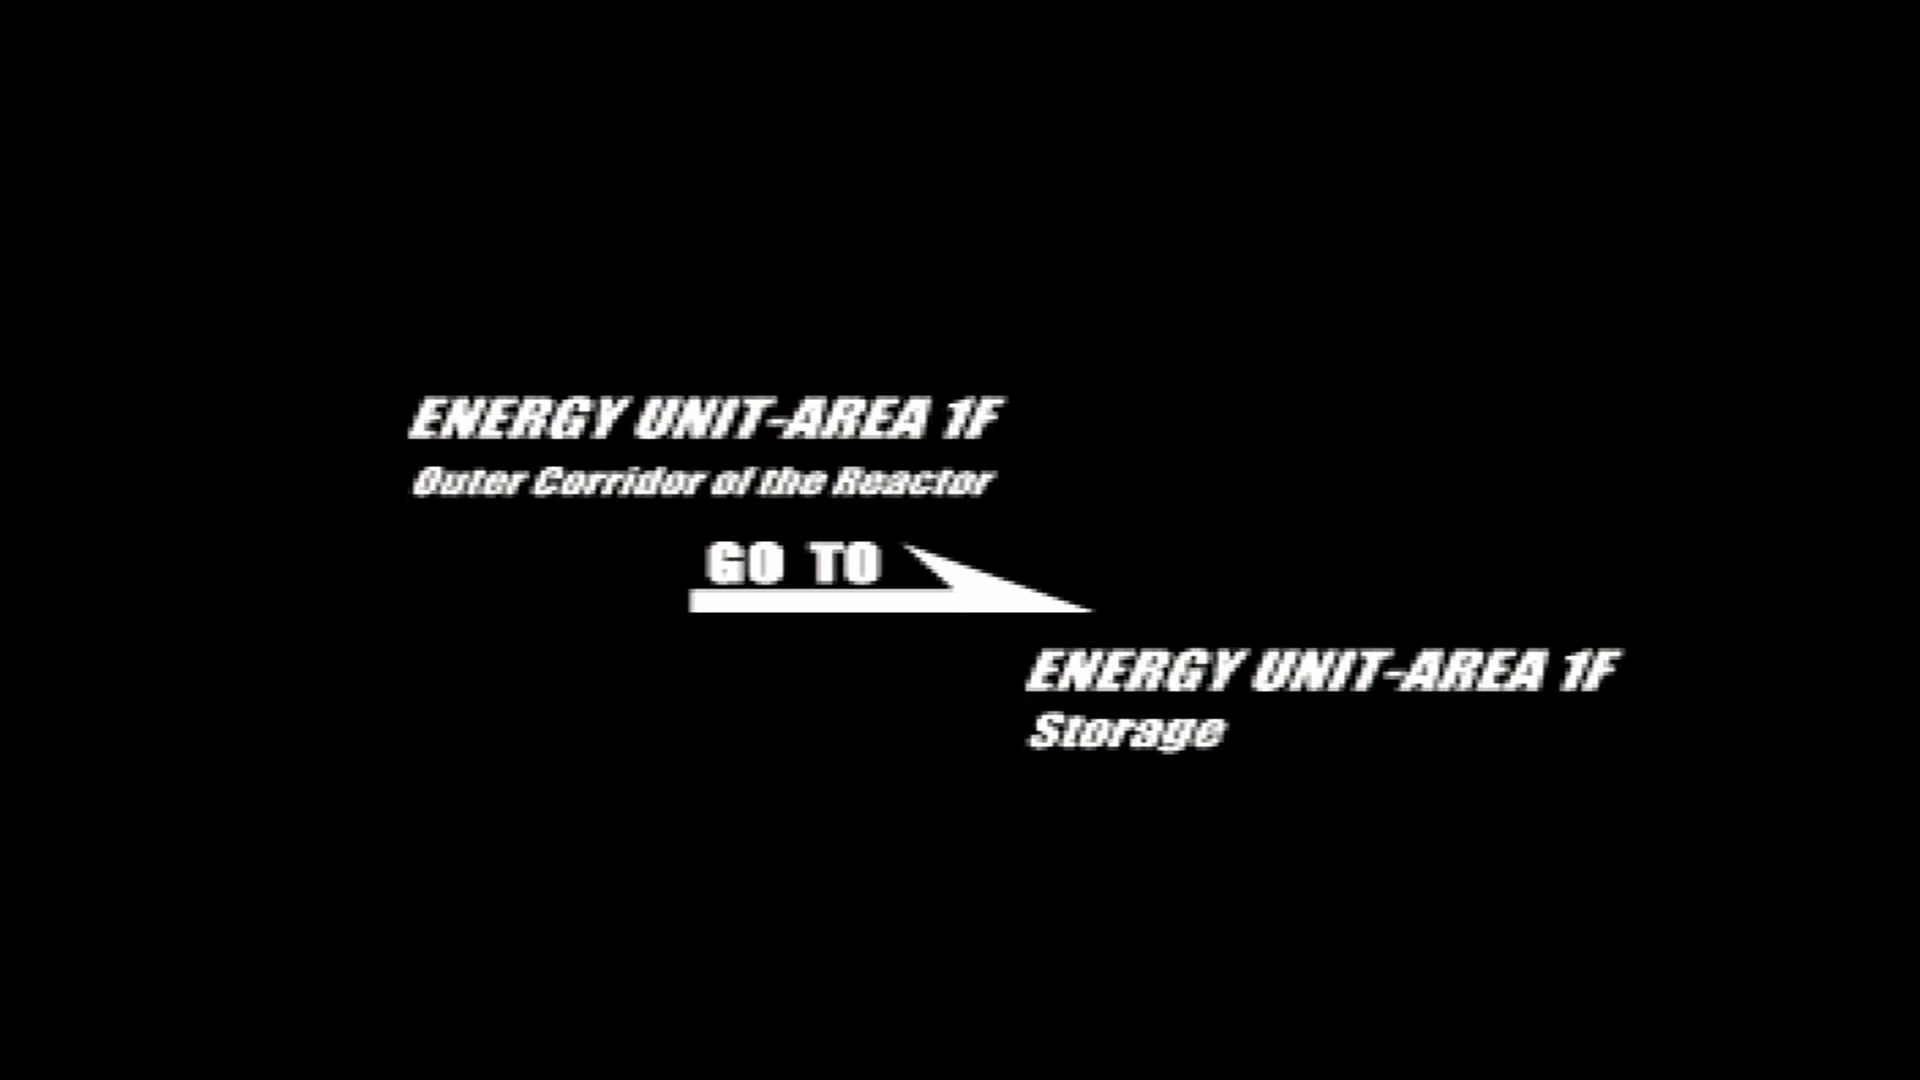 ENERGY UNIT-AREA 1F
Outer Corridor of the Reactor
GO TO
ENERGY UNIT-AREA 1F
Storage